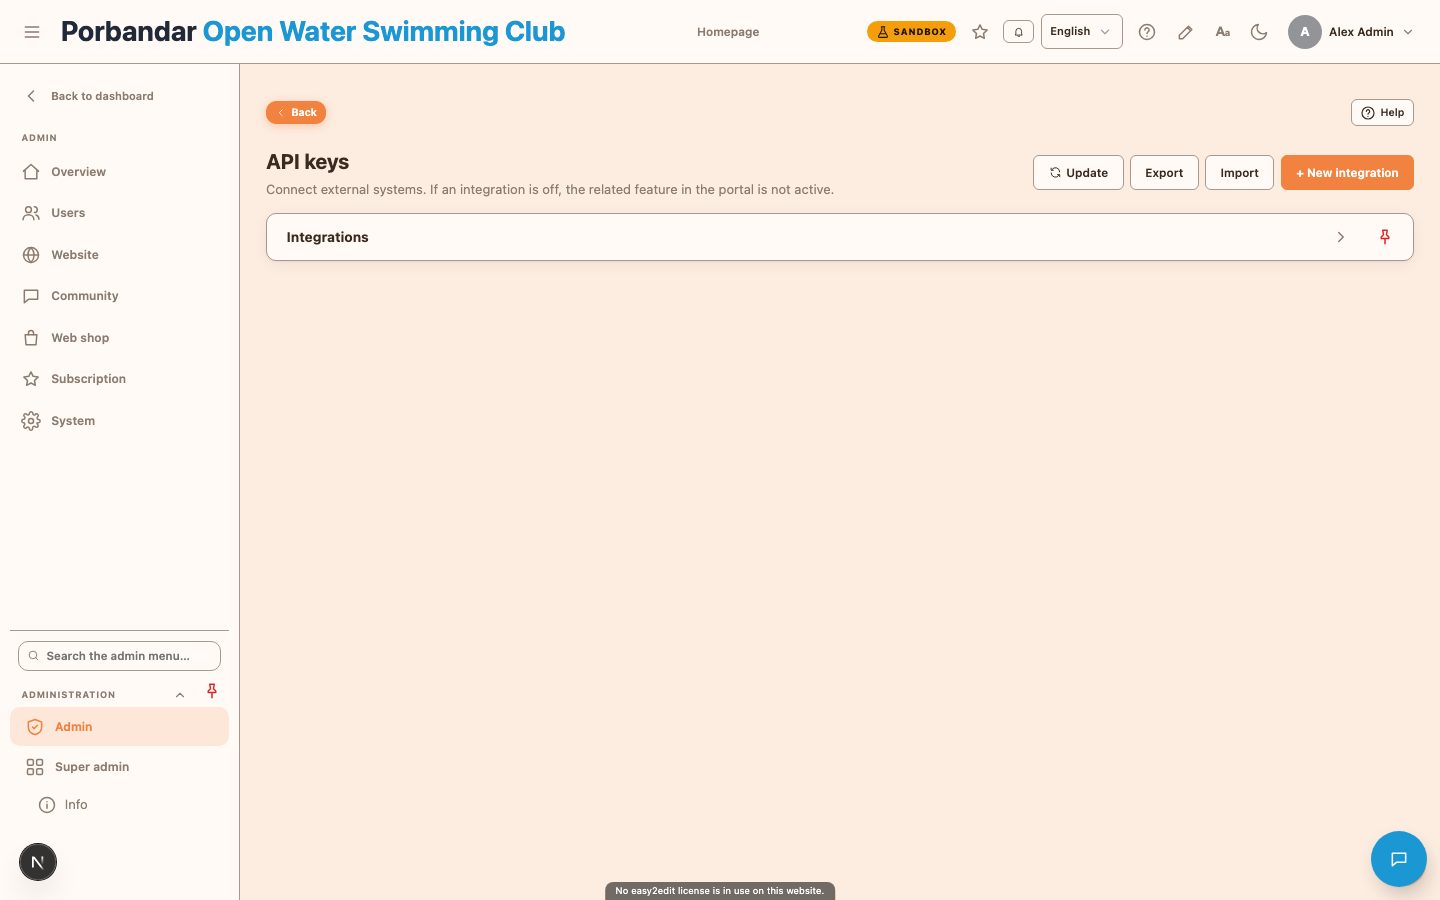 Porbandar Open Water Swimming Club
Homepage
SANDBOX
English
Aa
A
Alex Admin
Back to dashboard
ADMIN
Overview
Users
Website
Community
Web shop
Subscription
System
Search the admin menu...
ADMINISTRATION
Admin
Super admin
Info
N
Back
Help
API keys
Connect external systems. If an integration is off, the related feature in the portal is not active.
Update
Export
Import
+ New integration
Integrations
No easy2edit license is in use on this website.